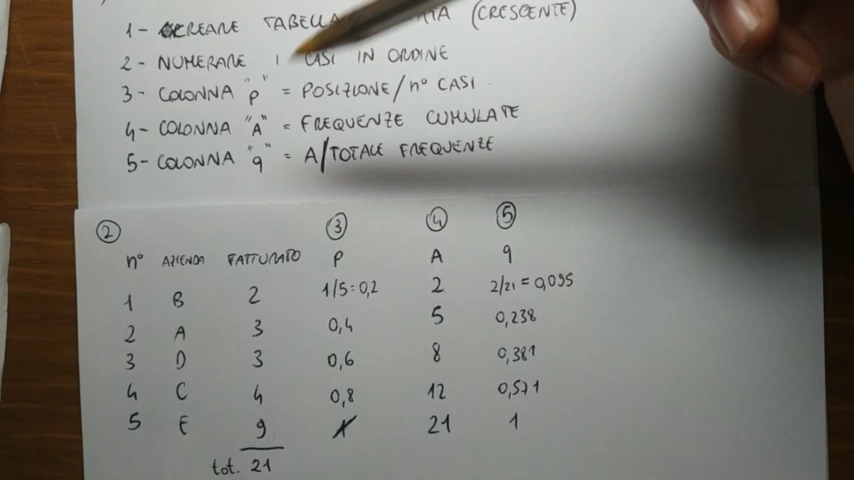 1- CREARE TABELLA ATA (CRESCENTE)
2- NUMERARE I CASI IN ORDINE
3- COLONNA "P" = POSIZIONE/n° CASI
4- COLONNA "A" = FREQUENZE CUMULATE
5- COLONNA "q" = A/TOTALE FREQUENZE
② ③ ④ ⑤
n° AZIENDA FATTURATO P A q
1 B 2 1/5=0,2 2 2/21=0,095
2 A 3 0,4 5 0,238
3 D 3 0,6 8 0,381
4 C 4 0,8 12 0,571
5 E 9 1 21 1
tot. 21